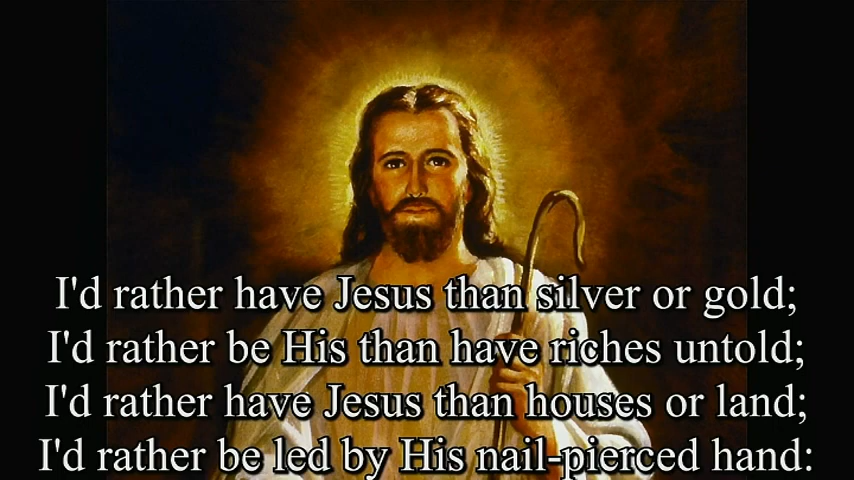 I'd rather have Jesus than silver or gold;
I'd rather be His than have riches untold;
I'd rather have Jesus than houses or land;
I'd rather be led by His nail-pierced hand: